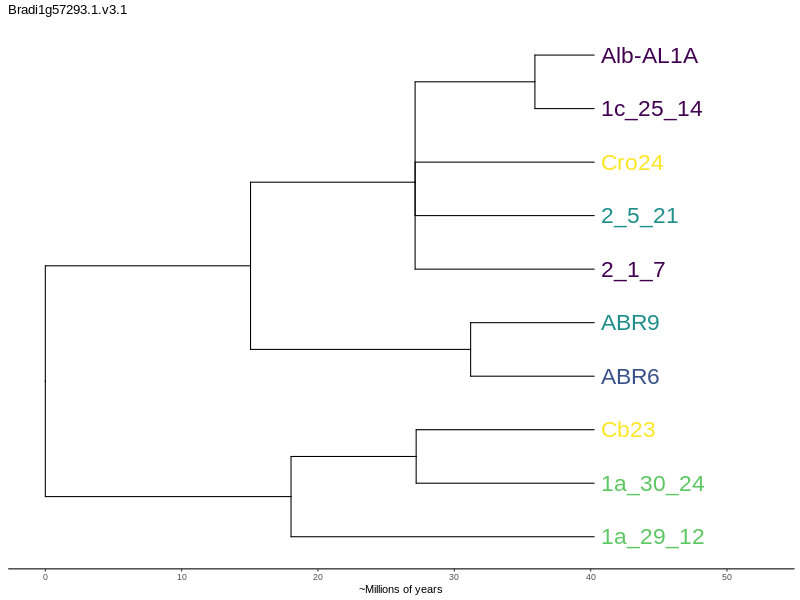 Bradi1g57293.1.v3.1
Alb-AL1A
1c_25_14
Cro24
2_5_21
2_1_7
ABR9
ABR6
Cb23
1a_30_24
1a_29_12
0 10 20 30 40 50
~Millions of years